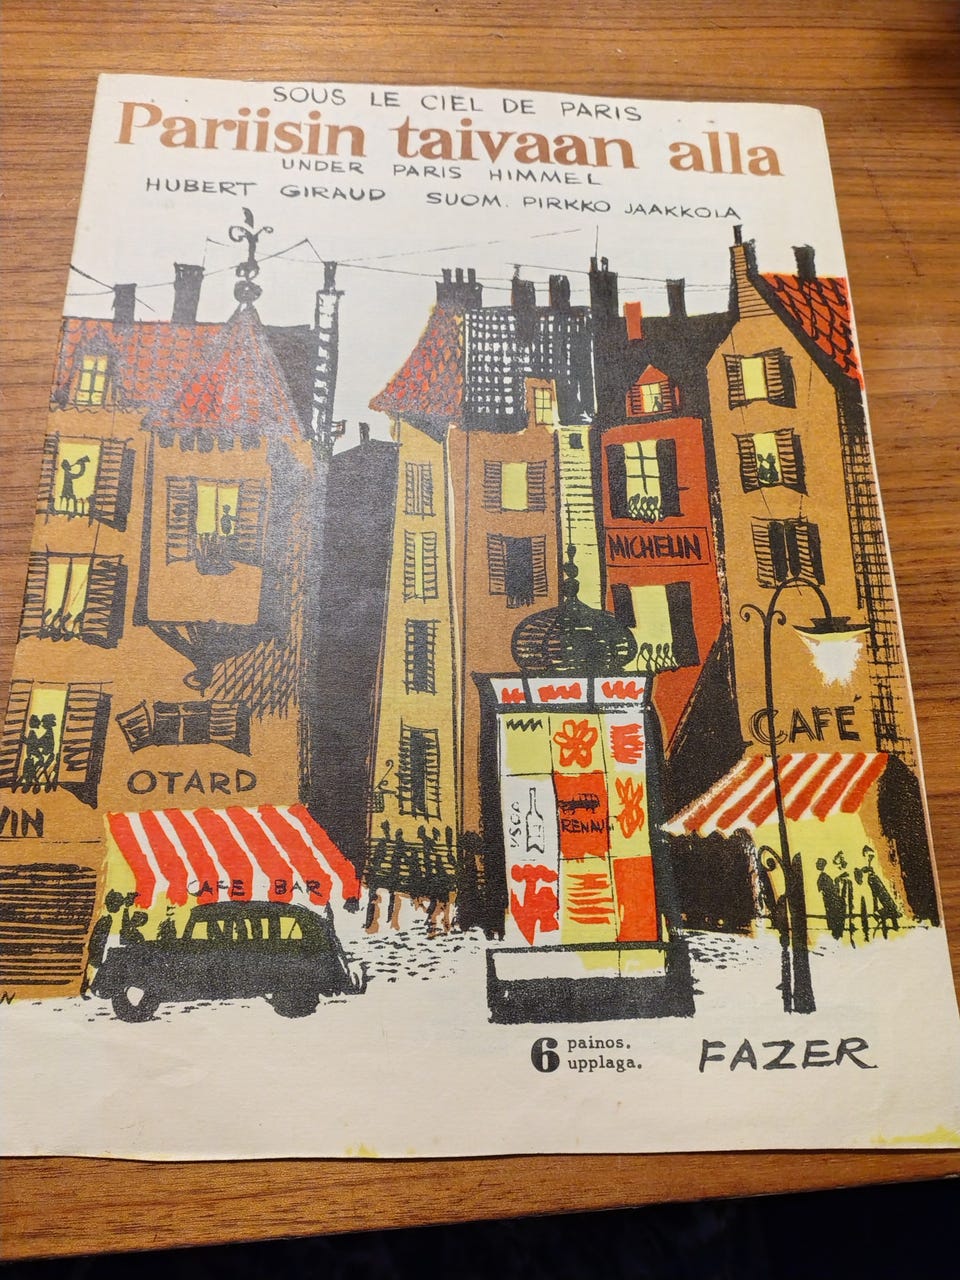 SOUS LE CIEL DE PARIS
Pariisin taivaan alla
UNDER PARIS HIMMEL
HUBERT GIRAUD SUOM. PIRKKO JAAKKOLA
MICHELIN
CAFÉ
OTARD
VIN
RENAUL
CAFE BAR
6 painos.
upplaga.
FAZER